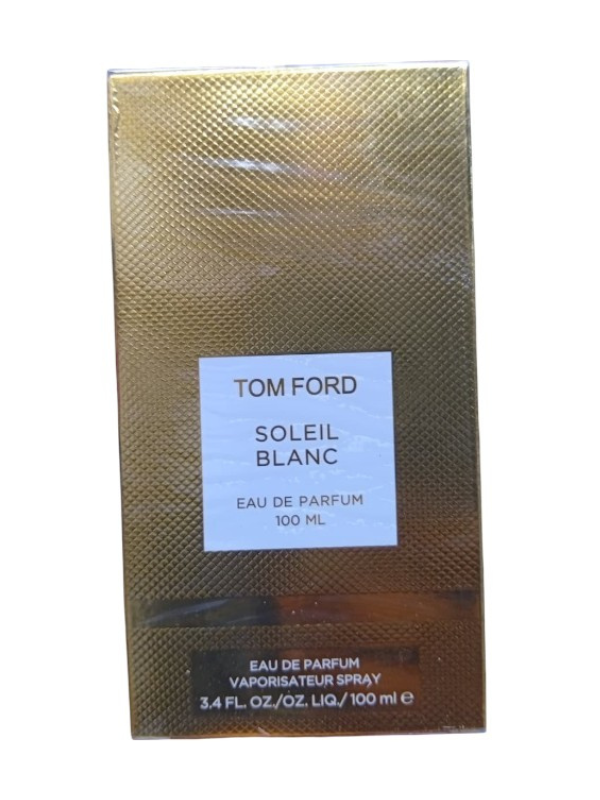 TOM FORD
SOLEIL
BLANC
EAU DE PARFUM
100 ML
EAU DE PARFUM
VAPORISATEUR SPRAY
3.4 FL. OZ./OZ. LIQ./ 100 ml ℮